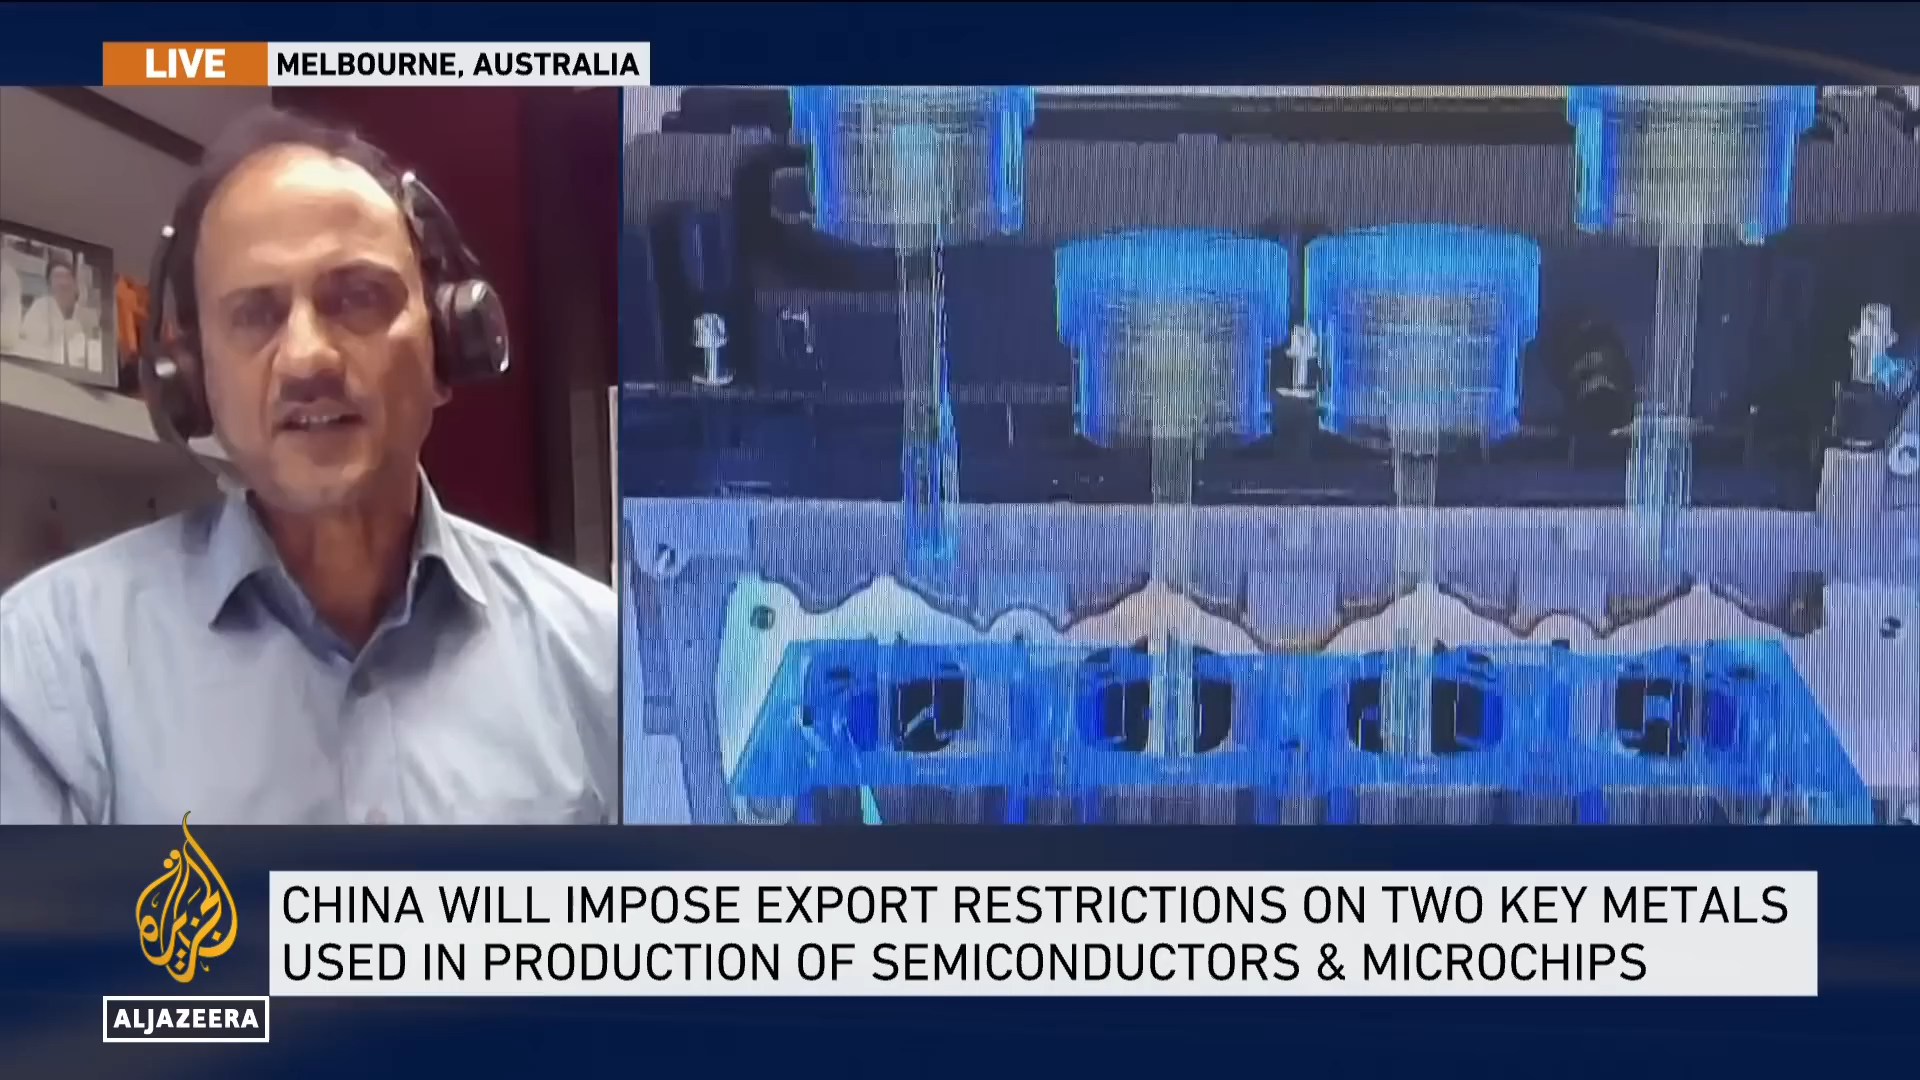 LIVE MELBOURNE, AUSTRALIA
CHINA WILL IMPOSE EXPORT RESTRICTIONS ON TWO KEY METALS
USED IN PRODUCTION OF SEMICONDUCTORS & MICROCHIPS
الجزيرة
ALJAZEERA